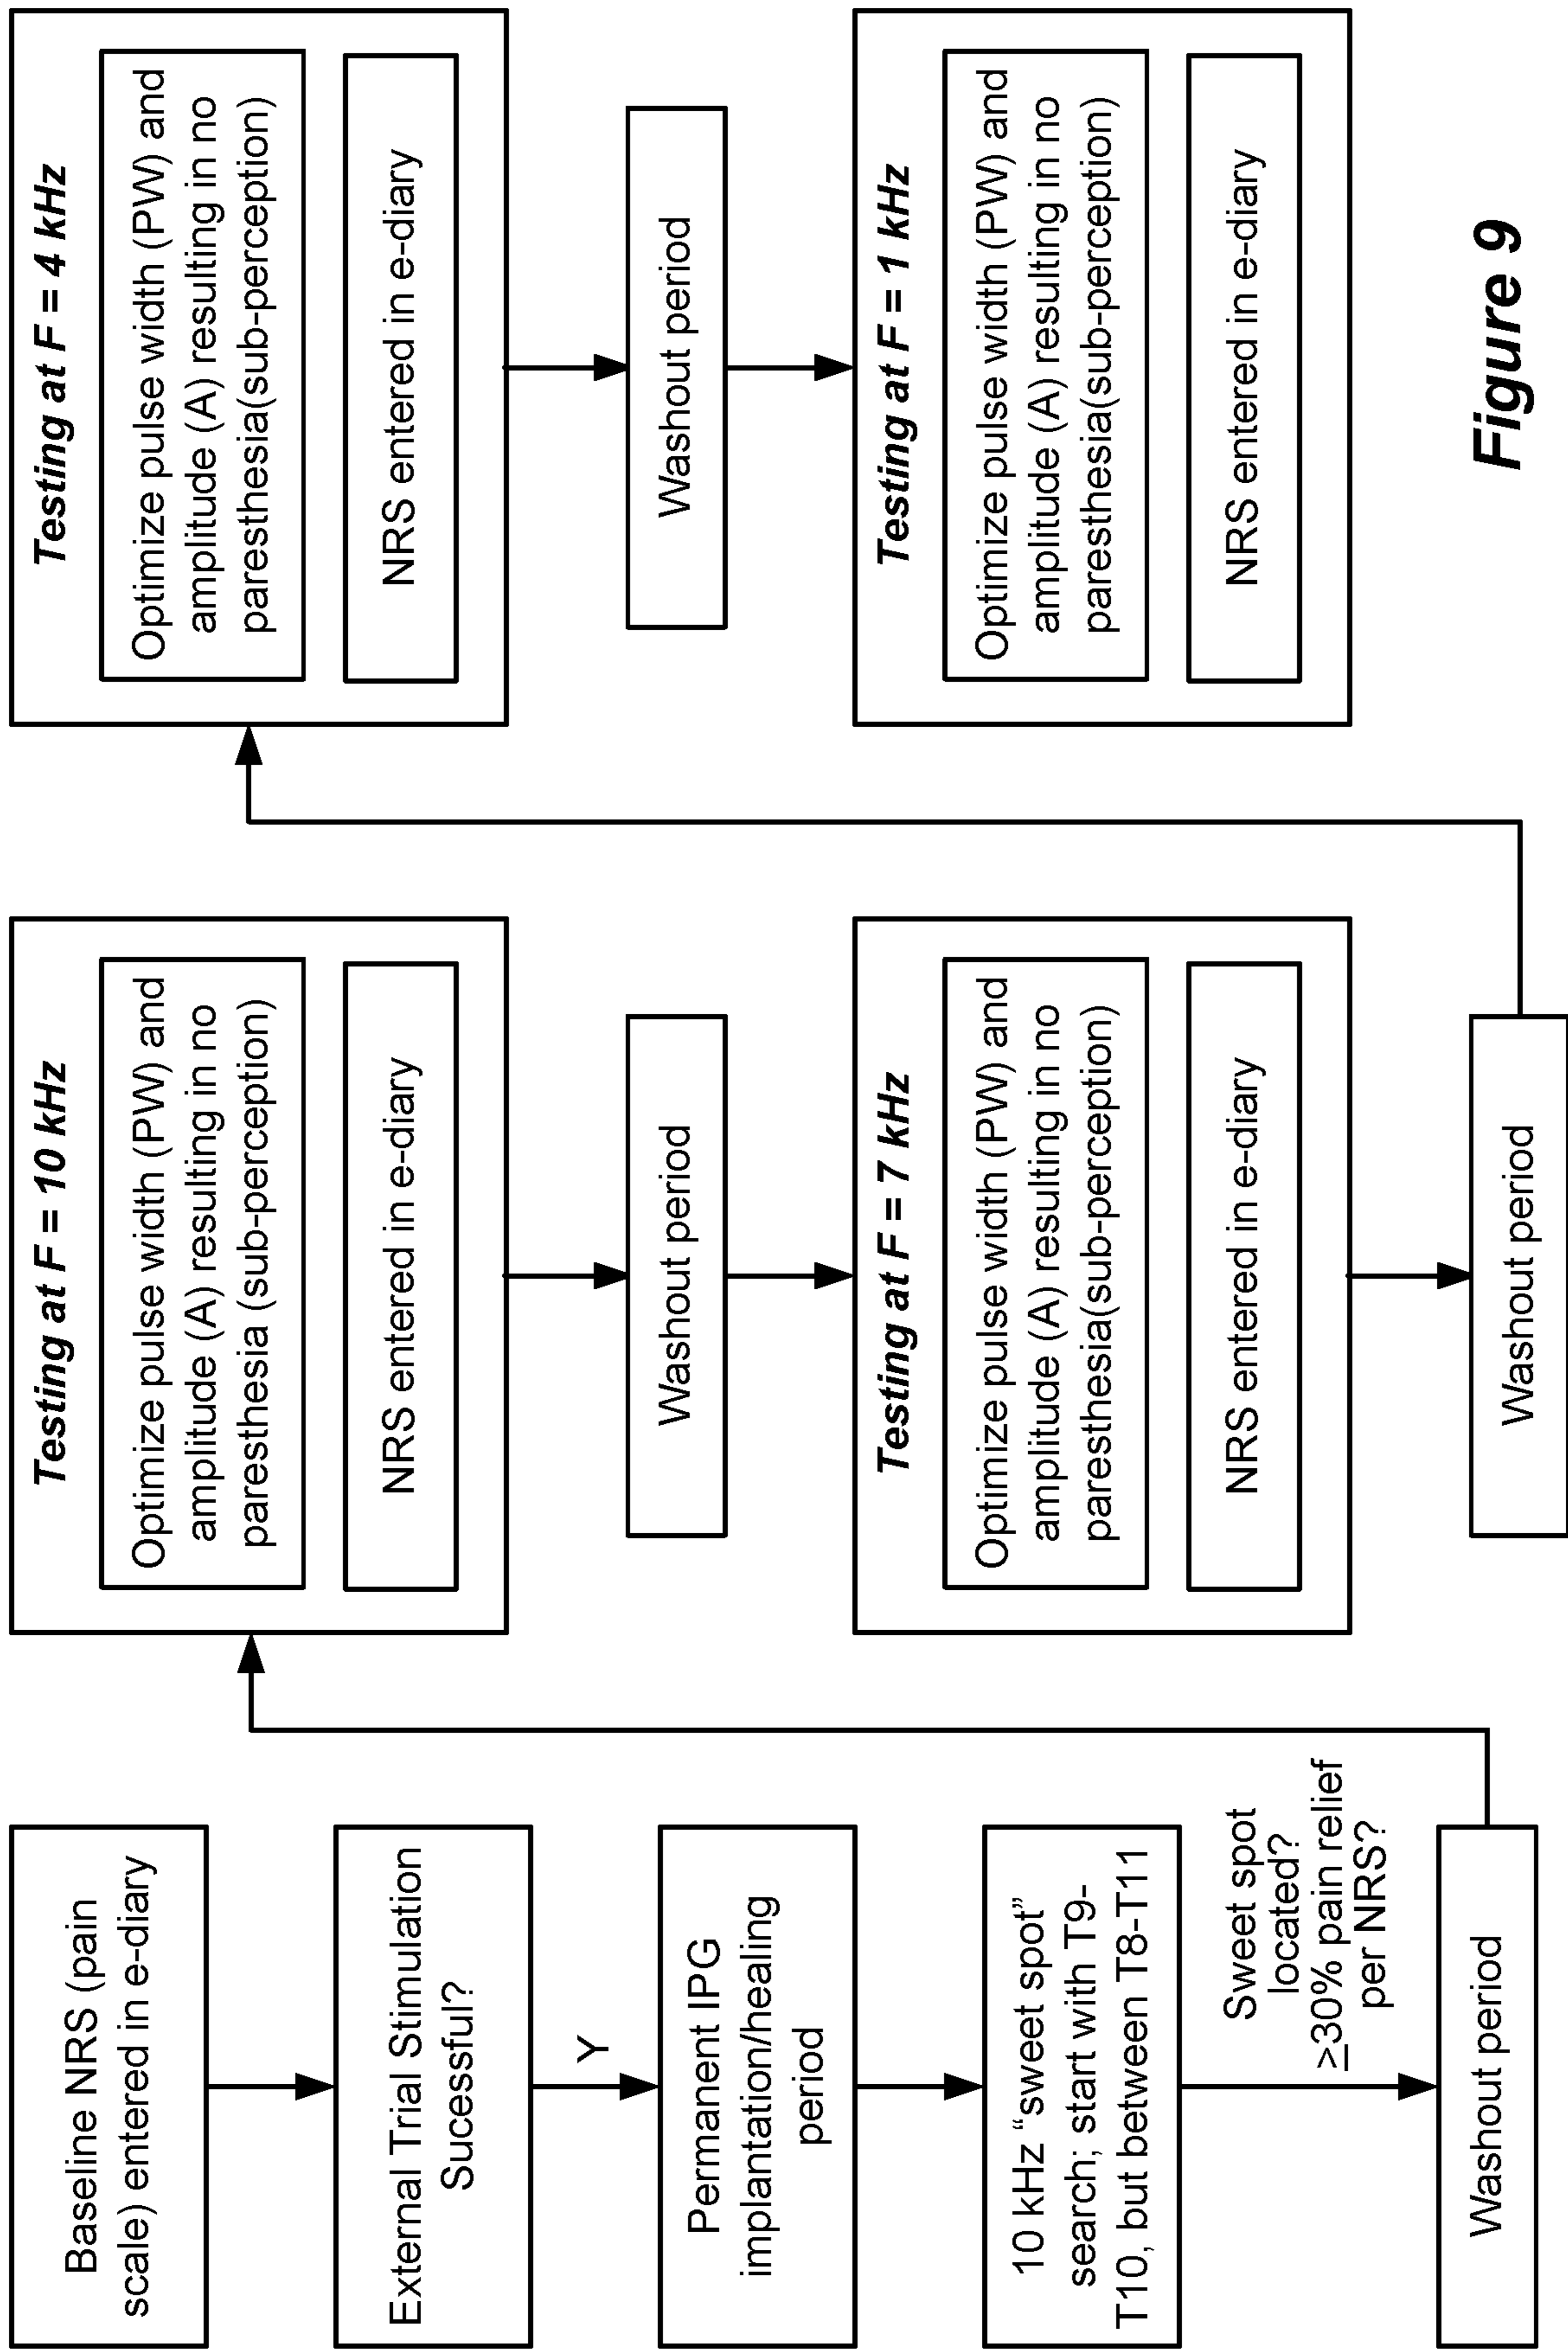 Baseline NRS (pain
scale) entered in e-diary
External Trial Stimulation
Sucessful?
Y
Permanent IPG
implantation/healing
period
10 kHz “sweet spot”
search; start with T9-
T10, but between T8-T11
Sweet spot
located?
≥30% pain relief
per NRS?
Washout period
Testing at F = 10 kHz
Optimize pulse width (PW) and
amplitude (A) resulting in no
paresthesia (sub-perception)
NRS entered in e-diary
Washout period
Testing at F = 7 kHz
Optimize pulse width (PW) and
amplitude (A) resulting in no
paresthesia(sub-perception)
NRS entered in e-diary
Washout period
Testing at F = 4 kHz
Optimize pulse width (PW) and
amplitude (A) resulting in no
paresthesia(sub-perception)
NRS entered in e-diary
Washout period
Testing at F = 1 kHz
Optimize pulse width (PW) and
amplitude (A) resulting in no
paresthesia(sub-perception)
NRS entered in e-diary
Figure 9